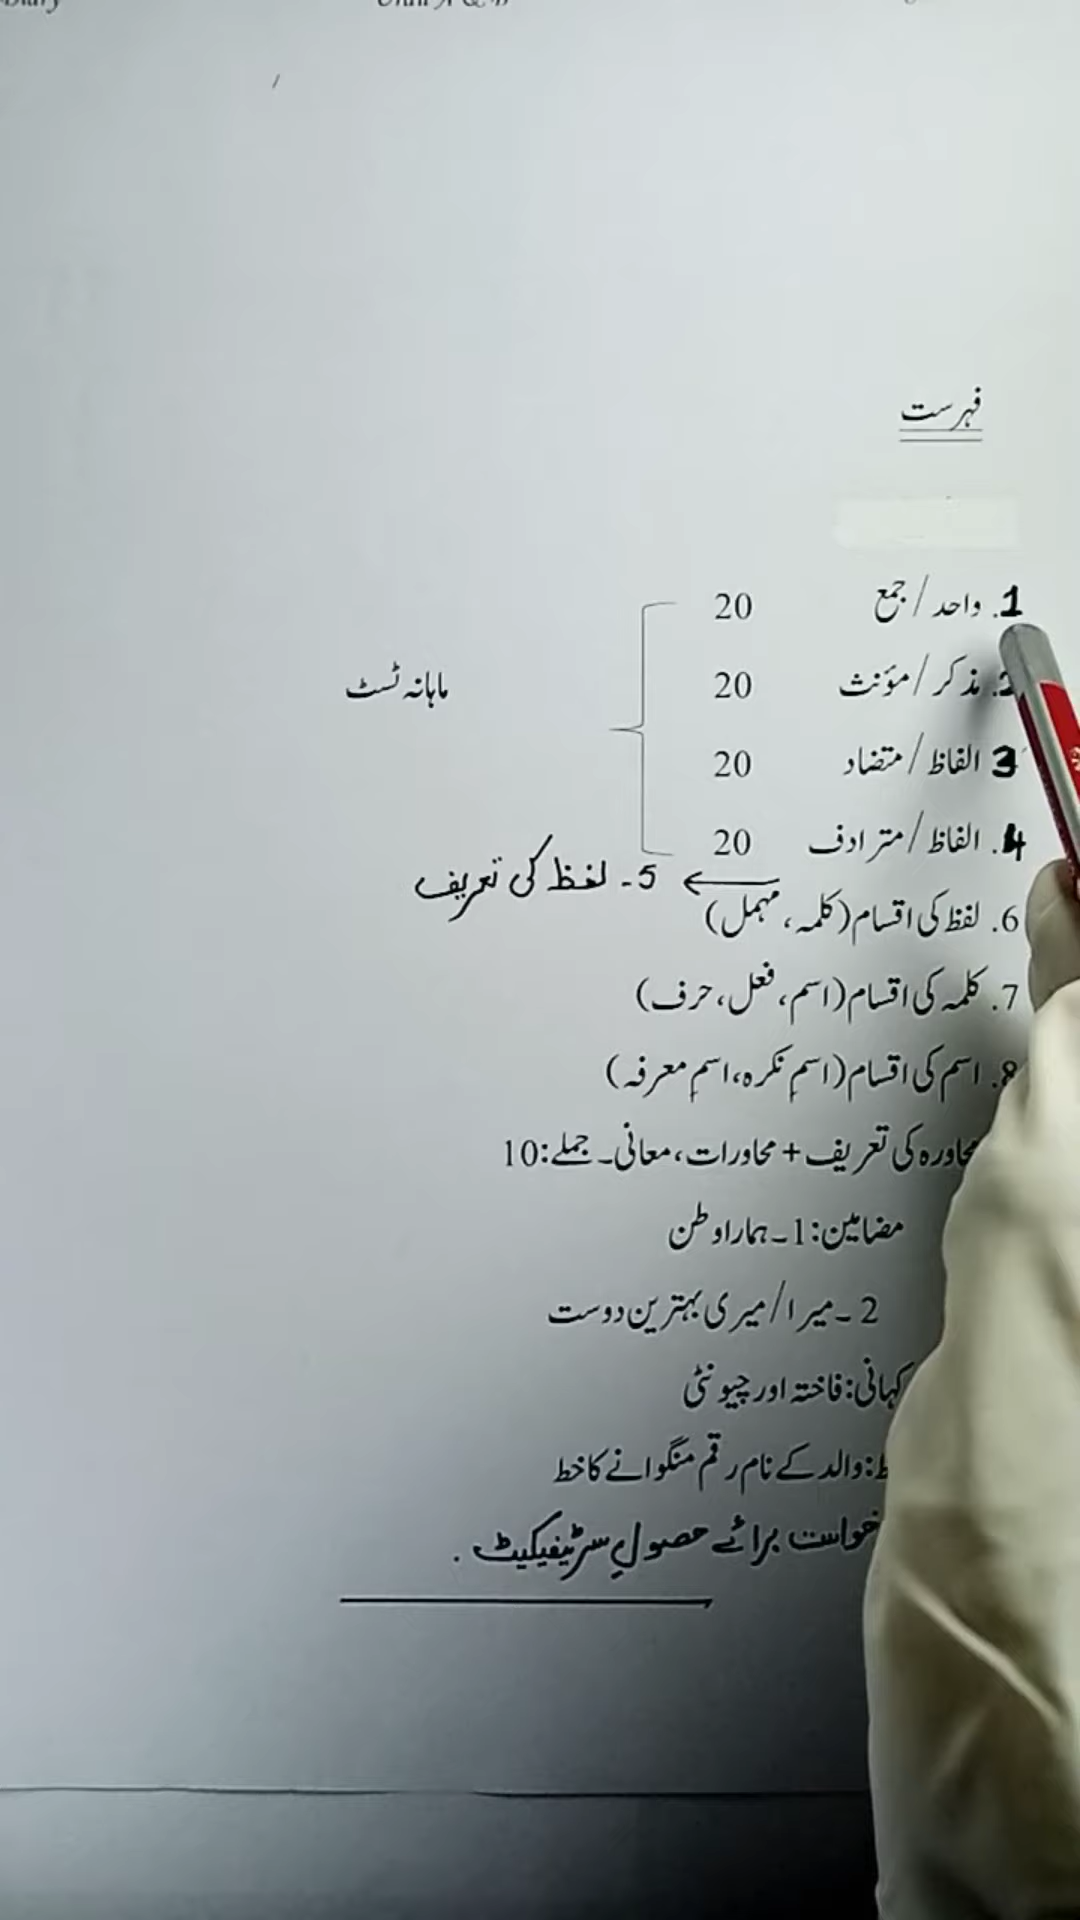 فہرست
1. واحد / جمع 20
2. مذکر / مؤنث 20
ماہانہ ٹسٹ
3 الفاظ / متضاد 20
4. الفاظ / مترادف 20
5۔ لفظ کی تعریف
6. لفظ کی اقسام (کلمہ، مہمل)
7. کلمہ کی اقسام (اسم، فعل، حرف)
8. اسم کی اقسام (اسمِ نکرہ، اسمِ معرفہ)
محاورہ کی تعریف + محاورات، معانی۔ جملے: 10
مضامین: 1۔ ہمارا وطن
2۔ میرا / میری بہترین دوست
کہانی: فاختہ اور چیونٹی
والد کے نام رقم منگوانے کا خط
برائے حصولِ سرٹیفیکیٹ .